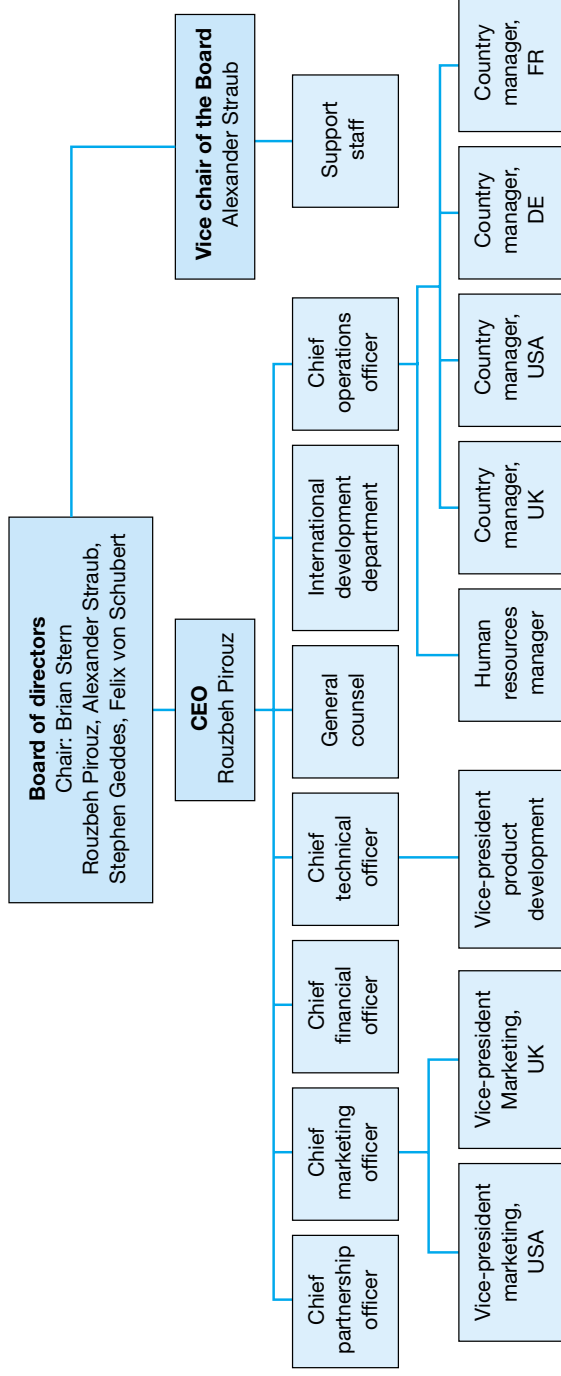 Board of directors
Chair: Brian Stern
Rouzbeh Pirouz, Alexander Straub,
Stephen Geddes, Felix von Schubert
Vice chair of the Board
Alexander Straub
CEO
Rouzbeh Pirouz
Chief
partnership
officer
Chief
marketing
officer
Chief
financial
officer
Chief
technical
officer
General
counsel
International
development
department
Chief
operations
officer
Support
staff
Vice-president
marketing,
USA
Vice-president
Marketing,
UK
Vice-president
product
development
Human
resources
manager
Country
manager,
UK
Country
manager,
USA
Country
manager,
DE
Country
manager,
FR